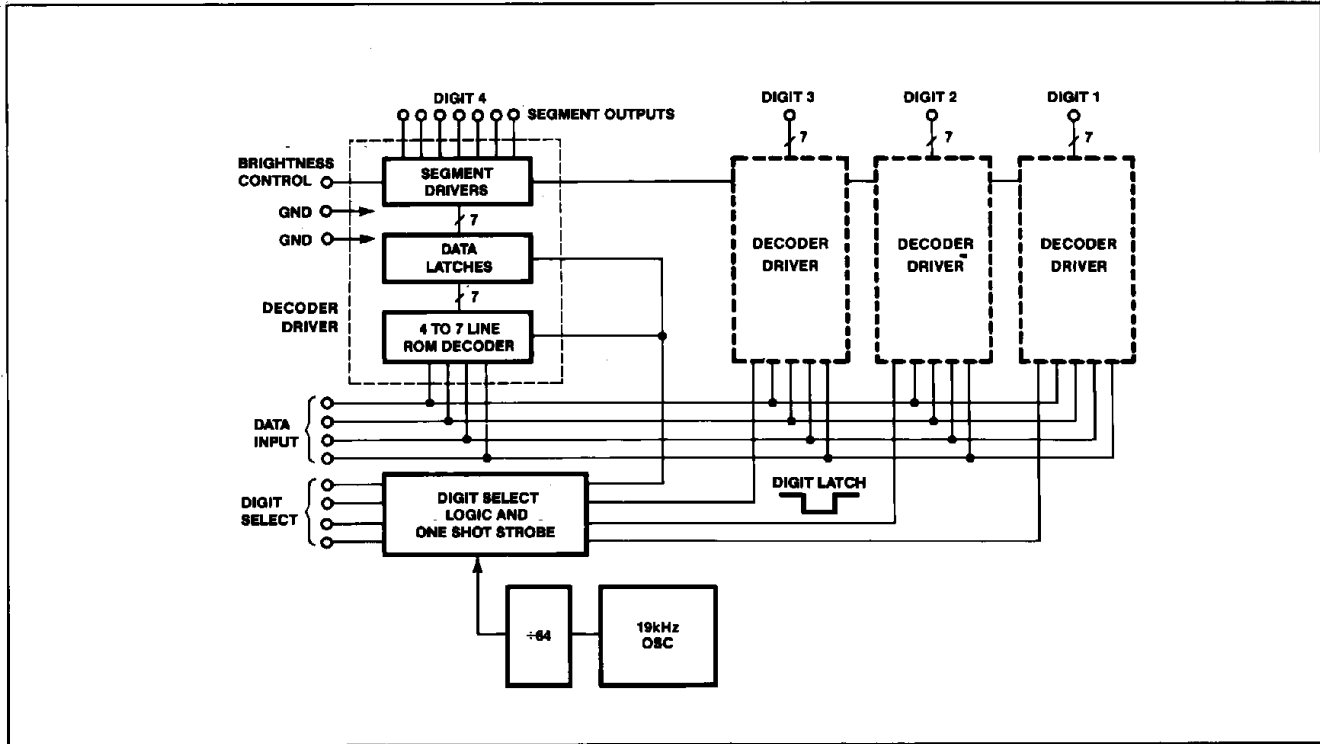 DIGIT 4
SEGMENT OUTPUTS
DIGIT 3
DIGIT 2
DIGIT 1
7
7
7
BRIGHTNESS
CONTROL
SEGMENT
DRIVERS
GND
GND
7
DATA
LATCHES
7
DECODER
DRIVER
4 TO 7 LINE
ROM DECODER
DECODER
DRIVER
DECODER
DRIVER
DECODER
DRIVER
DATA
INPUT
DIGIT
SELECT
DIGIT SELECT
LOGIC AND
ONE SHOT STROBE
DIGIT LATCH
÷64
19kHz
OSC